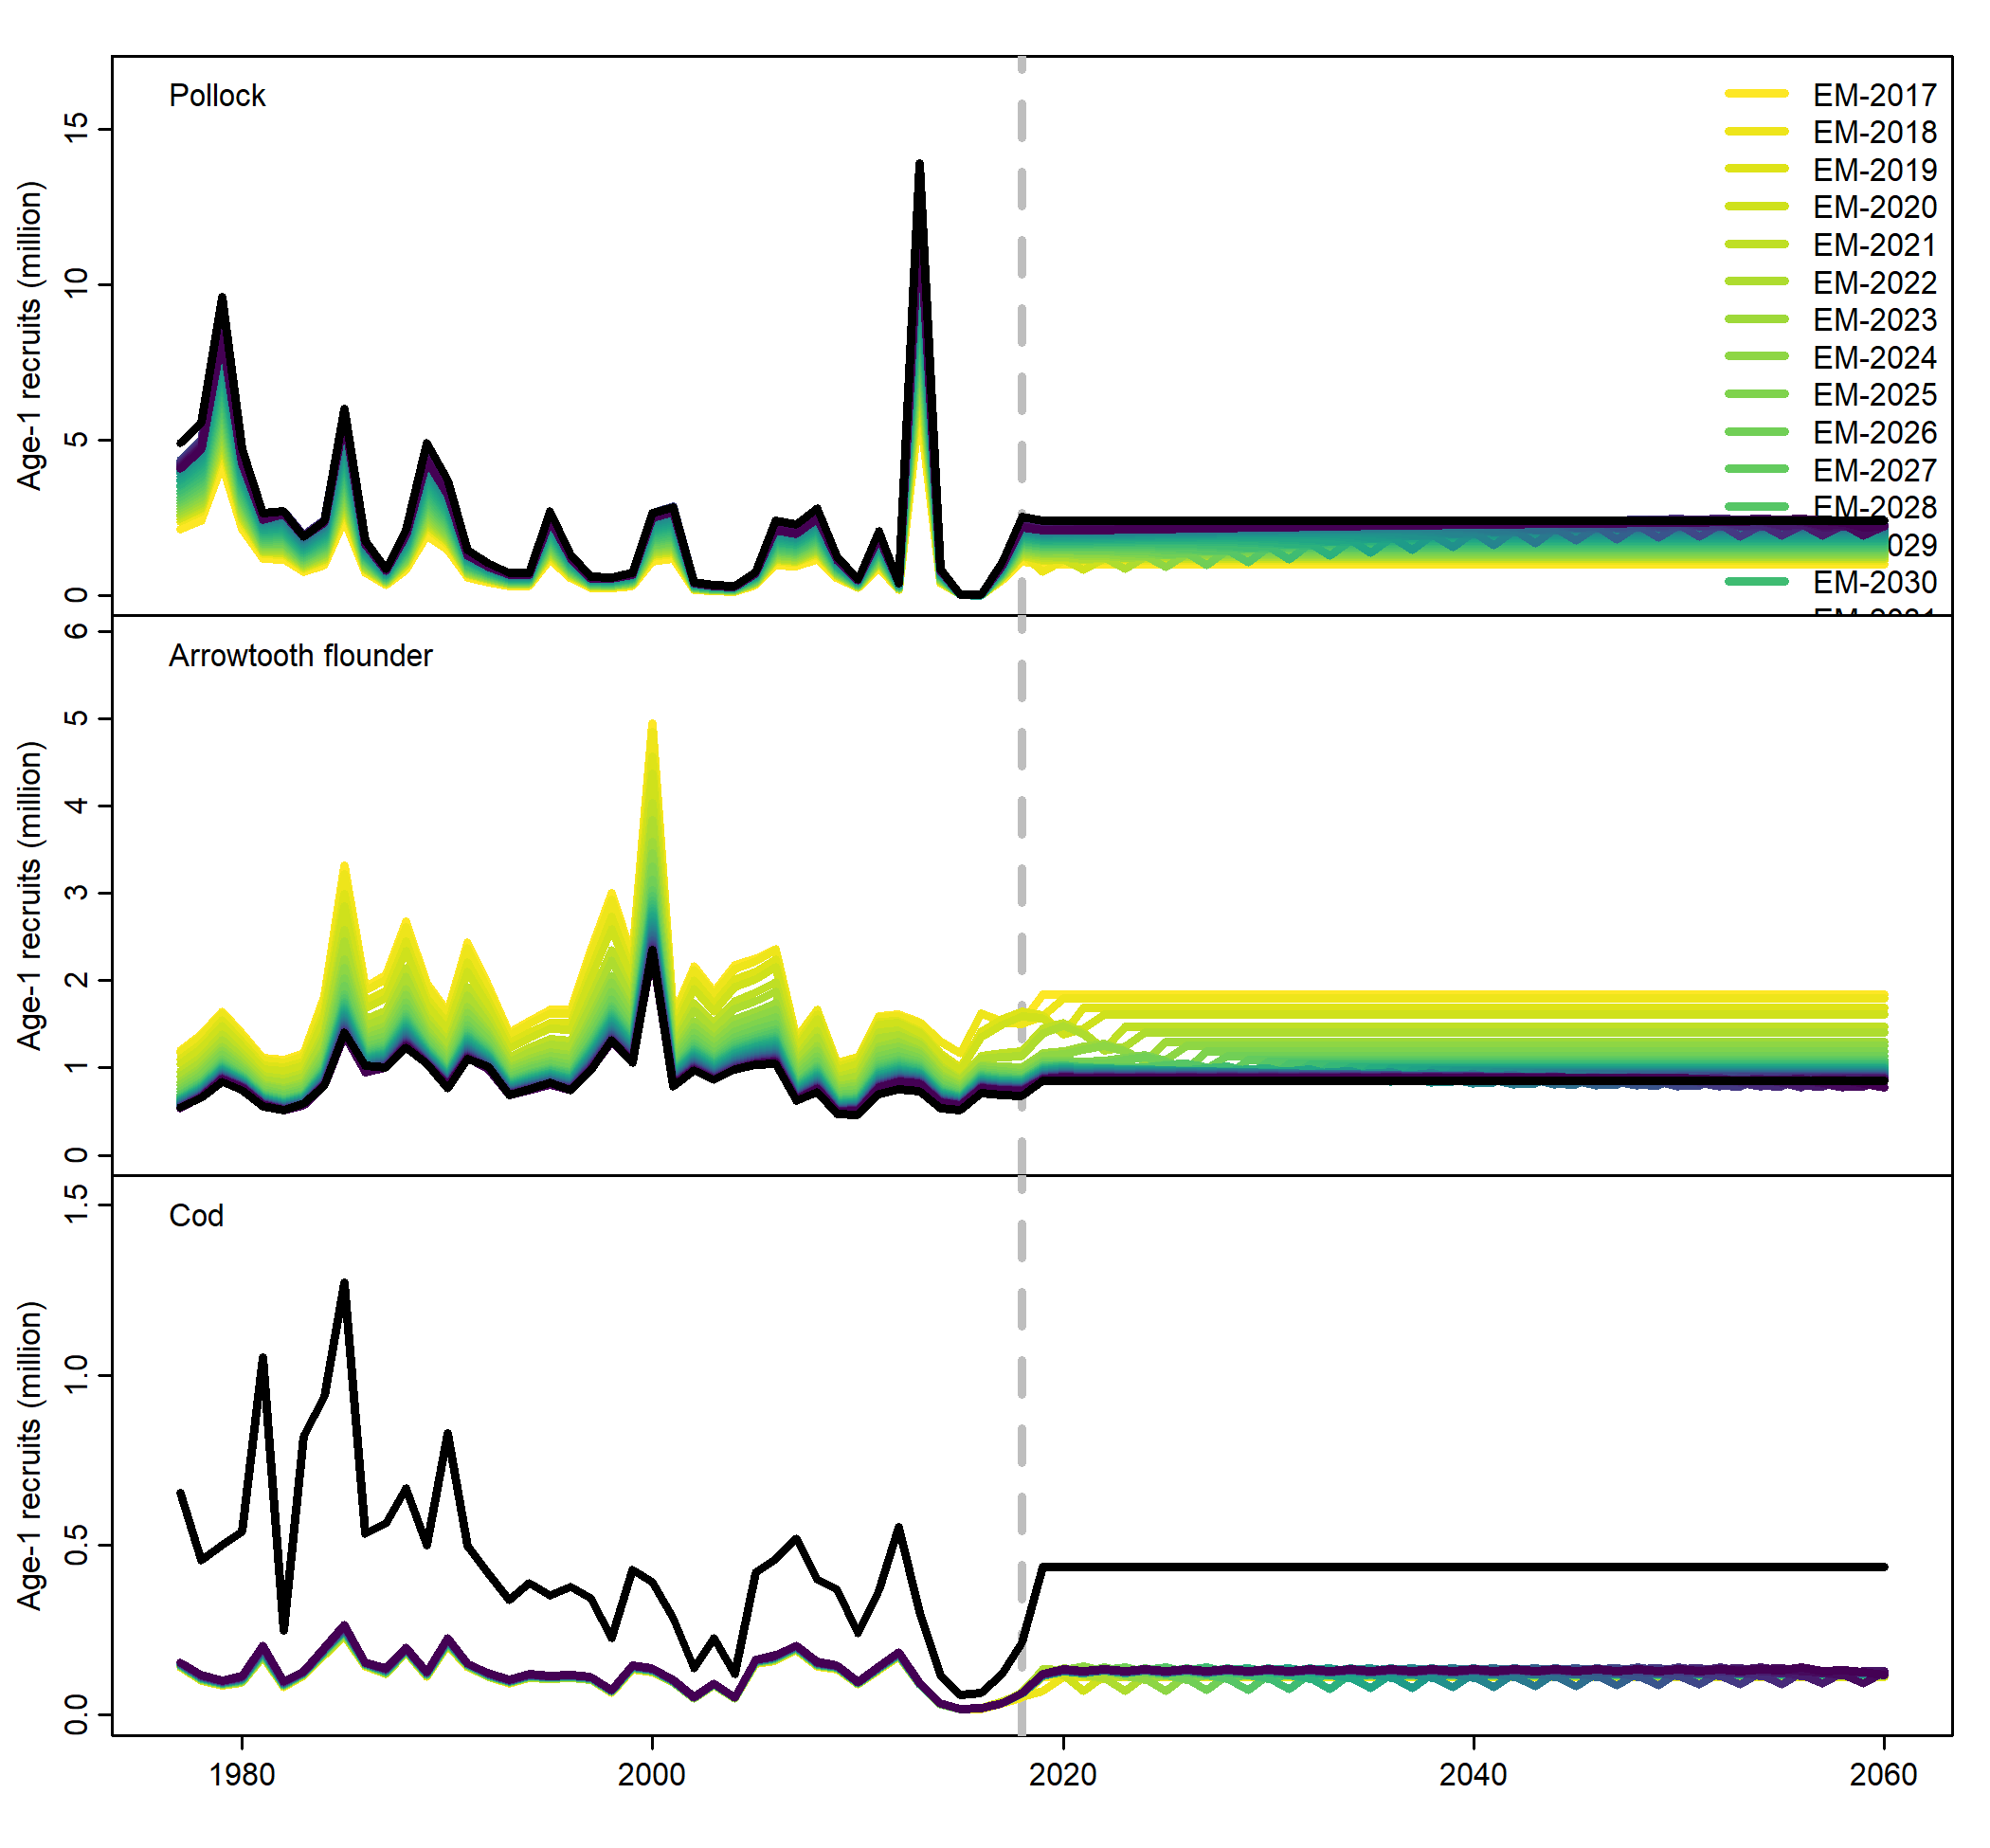 Pollock
Age-1 recruits (million)
15
10
5
0
EM-2017
EM-2018
EM-2019
EM-2020
EM-2021
EM-2022
EM-2023
EM-2024
EM-2025
EM-2026
EM-2027
EM-2028
029
EM-2030
Arrowtooth flounder
Age-1 recruits (million)
6
5
4
3
2
1
0
Cod
Age-1 recruits (million)
1.5
1.0
0.5
0.0
1980
2000
2020
2040
2060